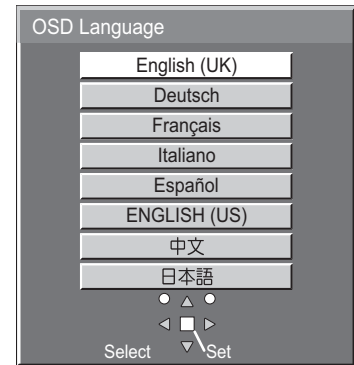 OSD Language
English (UK)
Deutsch
Français
Italiano
Español
ENGLISH (US)
中文
日本語
Select Set